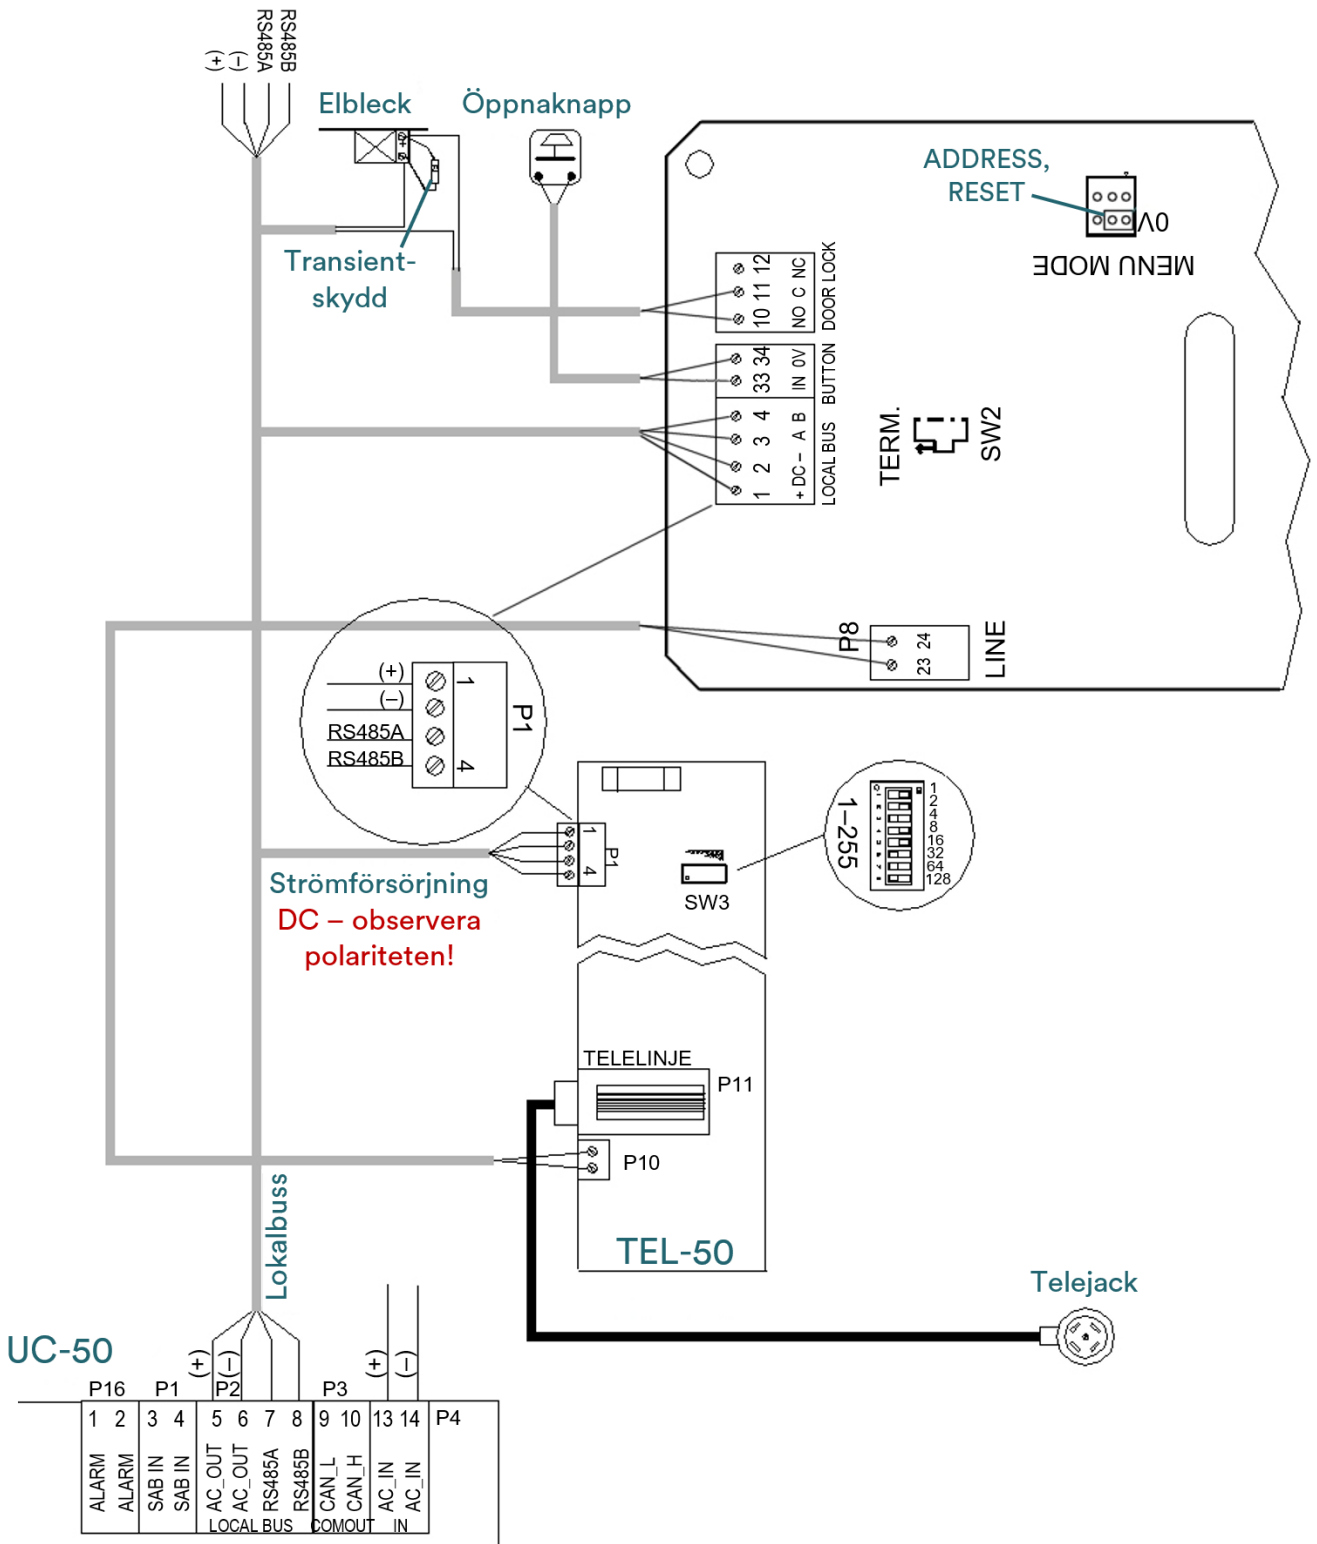 (+)
(−)
RS485A
RS485B
Elbleck
Öppnaknapp
+
Transient-
skydd
ADDRESS,
RESET
0V
MENU MODE
10 11 12
NO C NC
DOOR LOCK
33 34
IN 0V
BUTTON
1 2 3 4
+ DC − A B
LOCAL BUS
TERM.
SW2
P8
23 24
LINE
(+)
(−)
RS485A
RS485B
1
4
P1
1
4
P1
SW3
1−255
1
2
4
8
16
32
64
128
Strömförsörjning
DC – observera
polariteten!
TELELINJE
P11
P10
TEL-50
Telejack
Lokalbuss
UC-50
(+)
(−)
(+)
(−)
P16 P1 P2 P3
1 2 3 4 5 6 7 8 9 10 13 14 P4
ALARM
ALARM
SAB IN
SAB IN
AC_OUT
AC_OUT
RS485A
RS485B
CAN_L
CAN_H
AC_IN
AC_IN
LOCAL BUS COMOUT IN